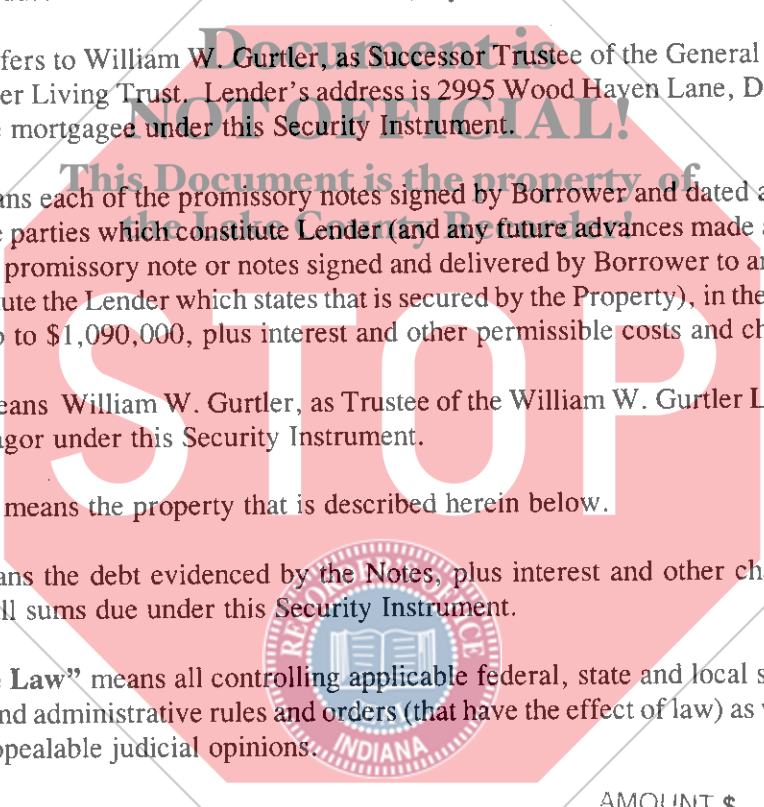 fers to William W. Gurtler, as Successor Trustee of the General
er Living Trust. Lender's address is 2995 Wood Haven Lane, D
e mortgagee under this Security Instrument.
ans each of the promissory notes signed by Borrower and dated a
e parties which constitute Lender (and any future advances made a
promissory note or notes signed and delivered by Borrower to an
ute the Lender which states that is secured by the Property), in the
p to $1,090,000, plus interest and other permissible costs and ch
eans William W. Gurtler, as Trustee of the William W. Gurtler L
agor under this Security Instrument.
means the property that is described herein below.
ans the debt evidenced by the Notes, plus interest and other cha
ll sums due under this Security Instrument.
e Law” means all controlling applicable federal, state and local s
nd administrative rules and orders (that have the effect of law) as w
ppealable judicial opinions.
AMOUNT $
Document is
NOT OFFICIAL!
This Document is the property of
the Lake County Recorder!
STOP
INDIANA